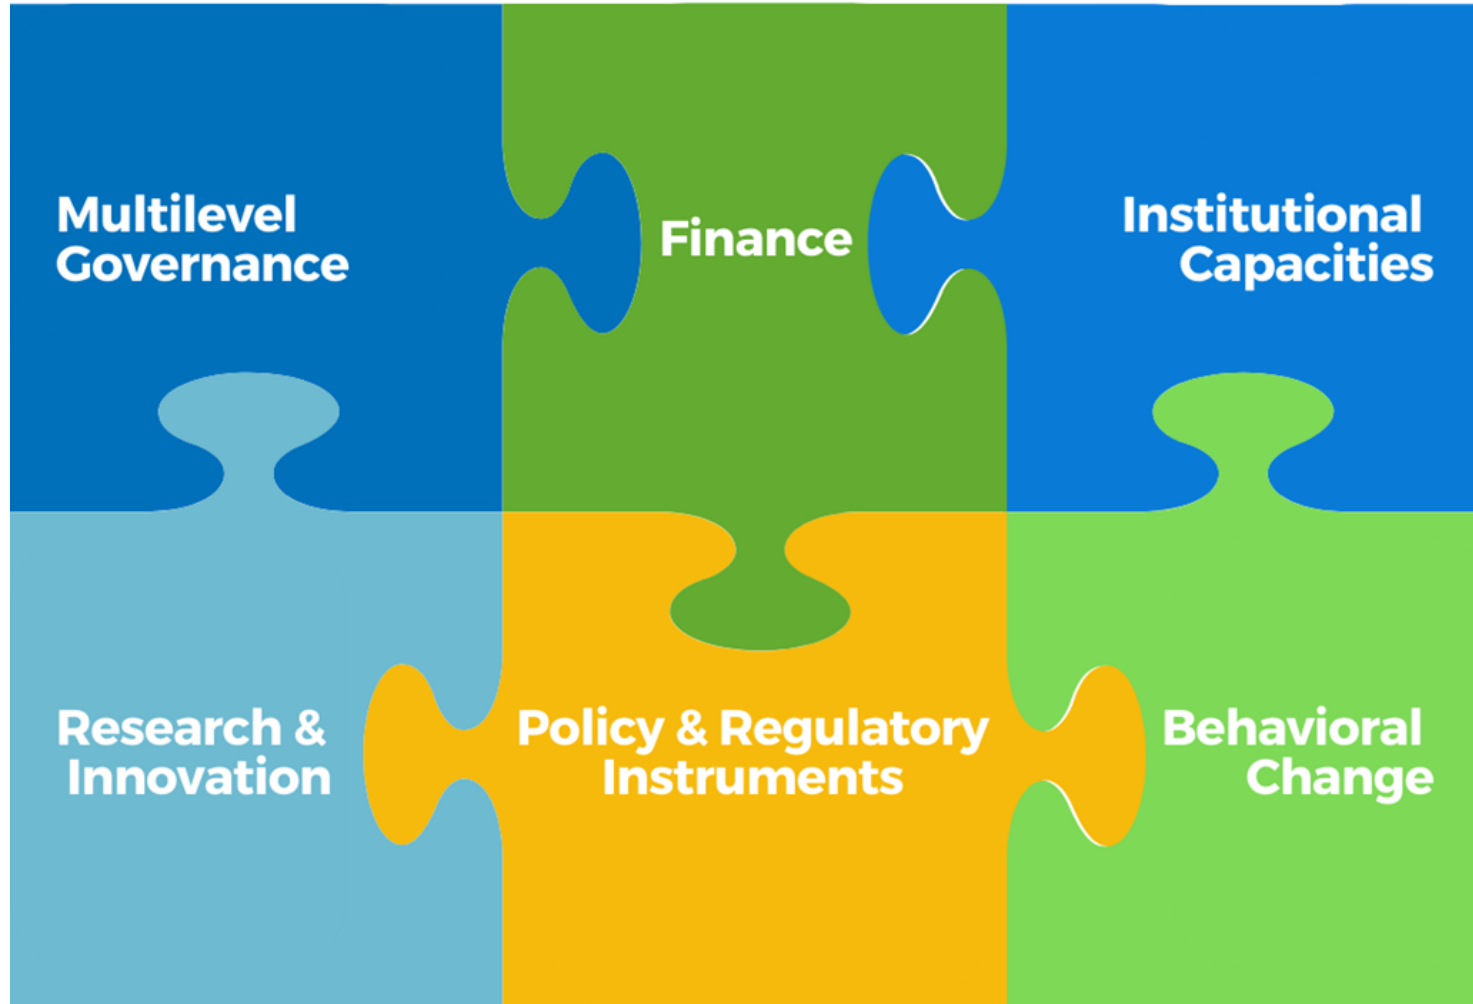 Multilevel
Governance
Finance
Institutional
Capacities
Research &
Innovation
Policy & Regulatory
Instruments
Behavioral
Change